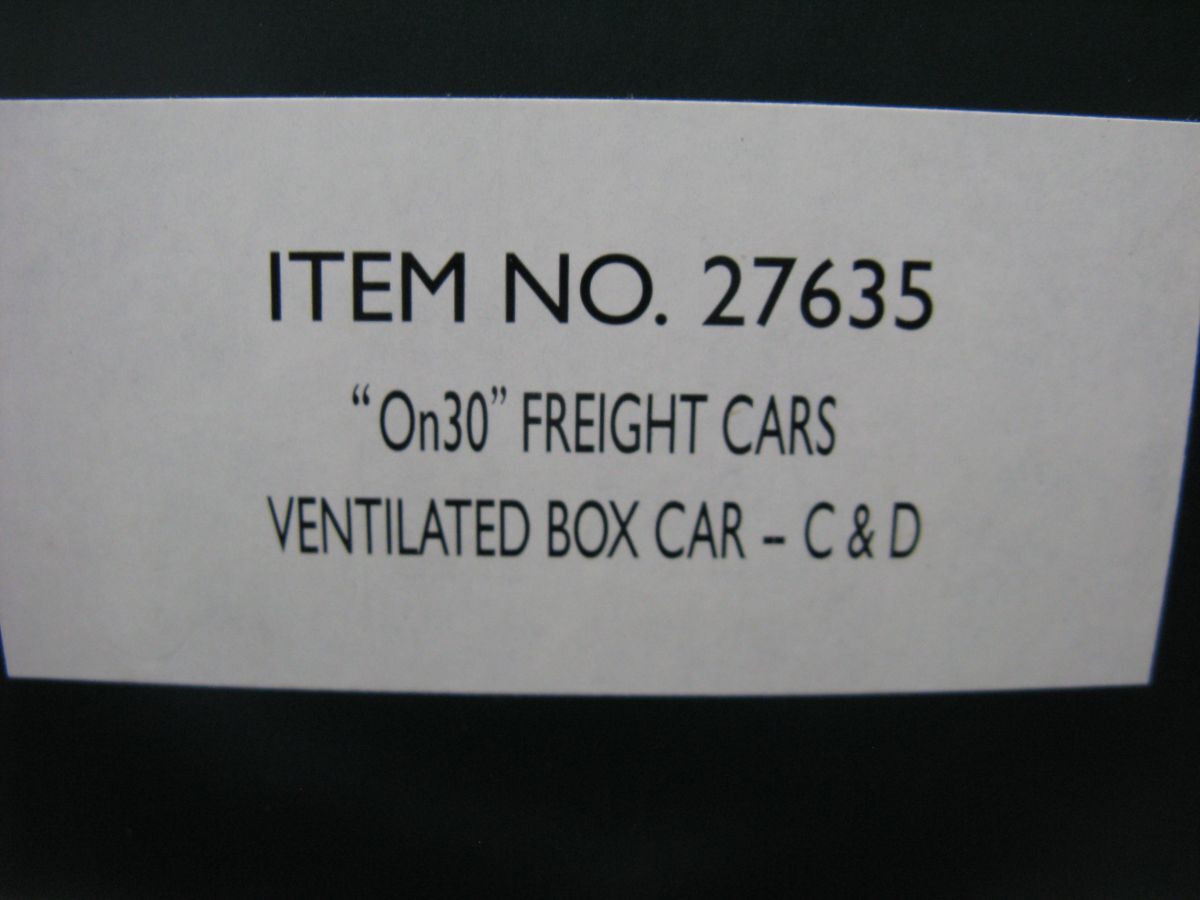 ITEM NO. 27635
“On30” FREIGHT CARS
VENTILATED BOX CAR – C & D